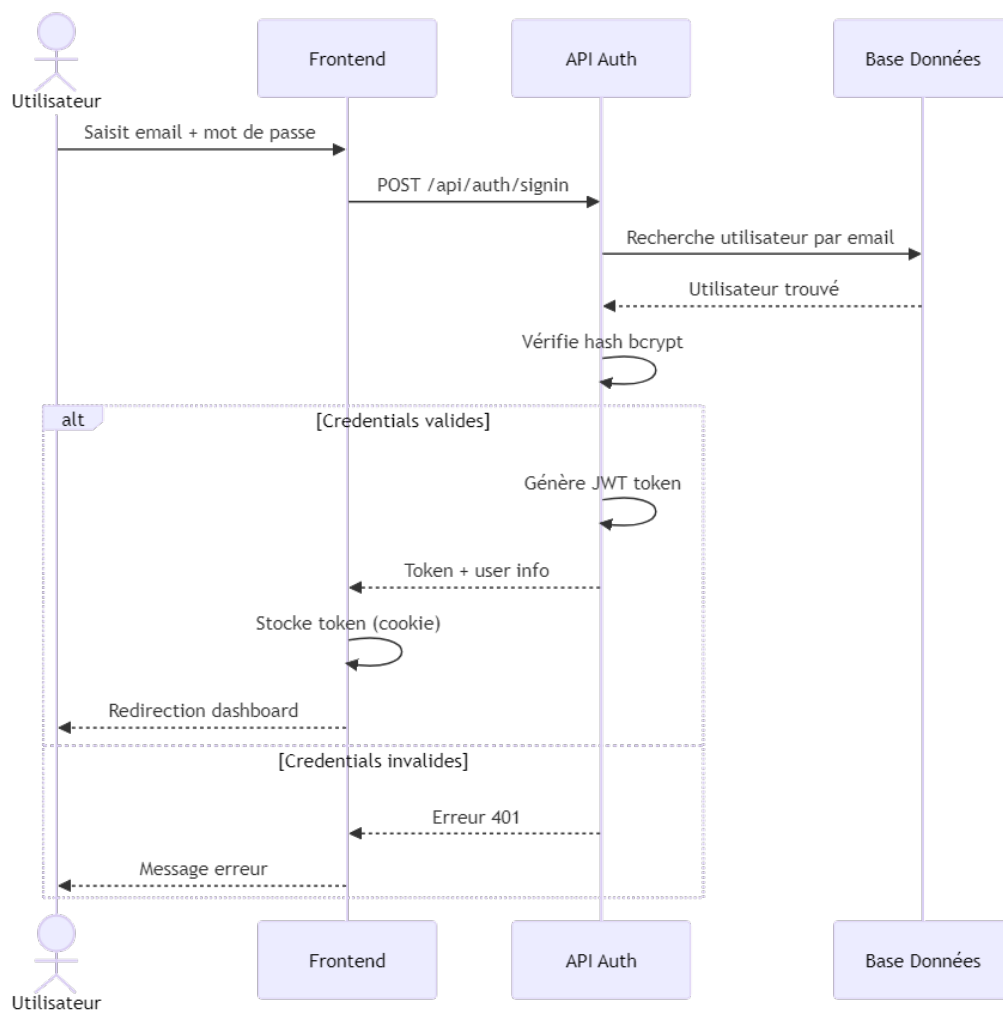 Frontend
API Auth
Base Données
Utilisateur
Saisit email + mot de passe
POST /api/auth/signin
Recherche utilisateur par email
Utilisateur trouvé
Vérifie hash bcrypt
alt
[Credentials valides]
Génère JWT token
Token + user info
Stocke token (cookie)
Redirection dashboard
[Credentials invalides]
Erreur 401
Message erreur
Frontend
API Auth
Base Données
Utilisateur